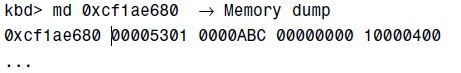 kbd> md 0xcf1ae680 → Memory dump
0xcf1ae680 00005301 0000ABC 00000000 10000400
...